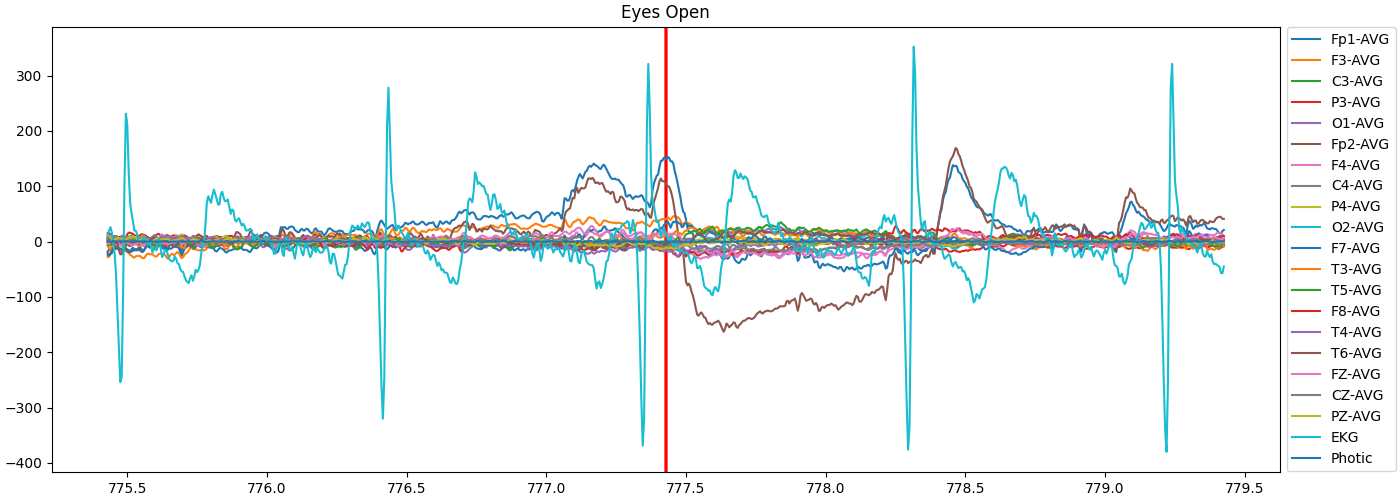 Eyes Open
300
200
100
0
−100
−200
−300
−400
775.5 776.0 776.5 777.0 777.5 778.0 778.5 779.0 779.5
Fp1-AVG
F3-AVG
C3-AVG
P3-AVG
O1-AVG
Fp2-AVG
F4-AVG
C4-AVG
P4-AVG
O2-AVG
F7-AVG
T3-AVG
T5-AVG
F8-AVG
T4-AVG
T6-AVG
FZ-AVG
CZ-AVG
PZ-AVG
EKG
Photic